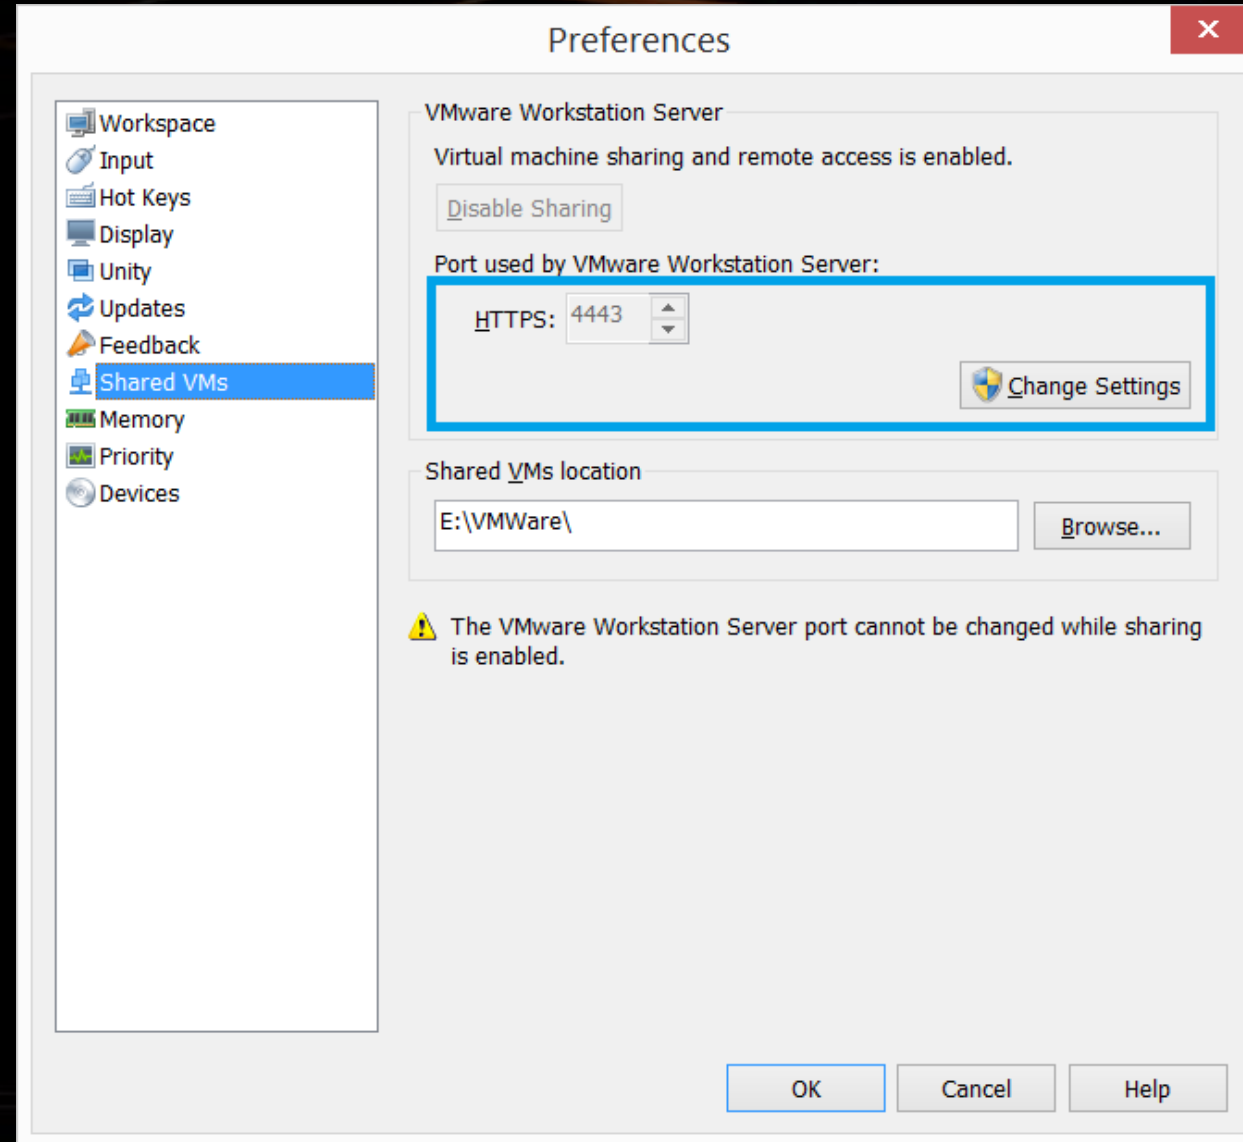 Preferences
Workspace
Input
Hot Keys
Display
Unity
Updates
Feedback
Shared VMs
Memory
Priority
Devices
VMware Workstation Server
Virtual machine sharing and remote access is enabled.
Disable Sharing
Port used by VMware Workstation Server:
HTTPS: 4443
Change Settings
Shared VMs location
E:\VMWare\
Browse...
The VMware Workstation Server port cannot be changed while sharing
is enabled.
OK Cancel Help